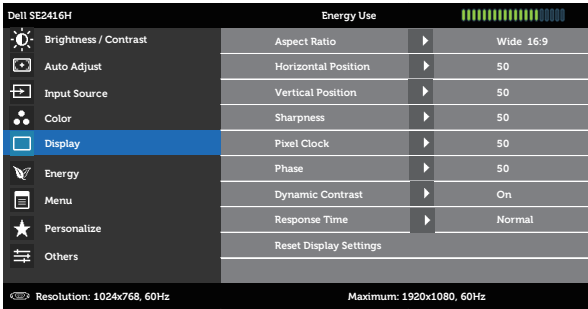 Dell SE2416H Energy Use
Brightness / Contrast Aspect Ratio Wide 16:9
Auto Adjust Horizontal Position 50
Input Source Vertical Position 50
Color Sharpness 50
Display Pixel Clock 50
Energy Phase 50
Menu Dynamic Contrast On
Personalize Response Time Normal
Others Reset Display Settings
Resolution: 1024x768, 60Hz Maximum: 1920x1080, 60Hz